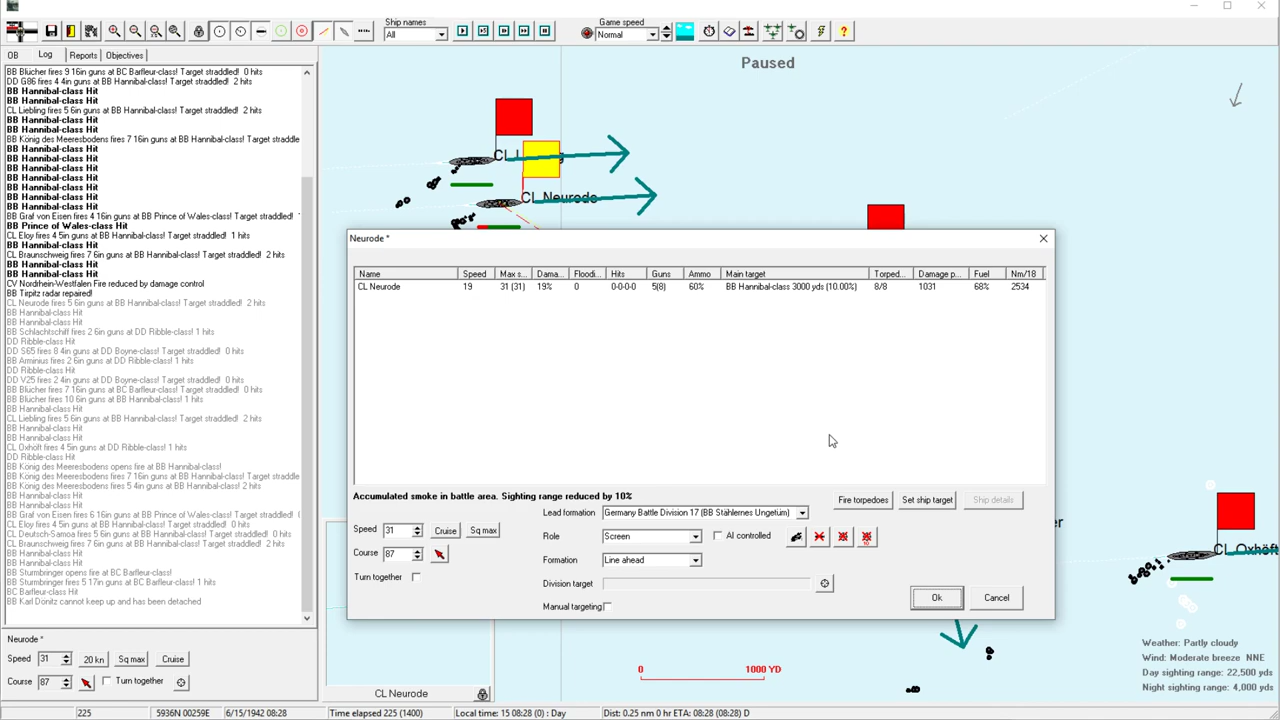 Ship names
All
Game speed
Normal
OB
Log
Reports
Objectives
BB Blücher fires 9 16in guns at BC Barfleur-class! Target straddled! 0 hits
DD G86 fires 4 4in guns at BB Hannibal-class! Target straddled! 2 hits
BB Hannibal-class Hit
BB Hannibal-class Hit
CL Liebling fires 5 6in guns at BB Hannibal-class! Target straddled! 2 hits
BB Hannibal-class Hit
BB Hannibal-class Hit
BB König des Meeresbodens fires 7 16in guns at BB Hannibal-class! Target straddle
BB Hannibal-class Hit
BB Hannibal-class Hit
BB Hannibal-class Hit
BB Hannibal-class Hit
BB Hannibal-class Hit
BB Hannibal-class Hit
BB Hannibal-class Hit
BB Graf von Eisen fires 4 16in guns at BB Prince of Wales-class! Target straddled!
BB Prince of Wales-class Hit
CL Eloy fires 4 5in guns at BB Hannibal-class! Target straddled! 1 hits
BB Hannibal-class Hit
CL Braunschweig fires 7 6in guns at BB Hannibal-class! Target straddled! 2 hits
BB Hannibal-class Hit
BB Hannibal-class Hit
CV Nordrhein-Westfalen Fire reduced by damage control
BB Tirpitz radar repaired!
CL Neurode fires 5 6in guns at BB Hannibal-class! Target straddled! 2 hits
BB Hannibal-class Hit
BB Hannibal-class Hit
BB Schlachtschiff fires 2 6in guns at DD Ribble-class! 1 hits
DD Ribble-class Hit
DD S65 fires 8 4in guns at DD Boyne-class! Target straddled! 0 hits
BB Arminius fires 2 6in guns at DD Ribble-class! 1 hits
DD Ribble-class Hit
DD V25 fires 2 4in guns at DD Boyne-class! Target straddled! 0 hits
BB Blücher fires 7 16in guns at BC Barfleur-class! Target straddled! 0 hits
BB Blücher fires 10 6in guns at BB Hannibal-class! 1 hits
BB Hannibal-class Hit
CL Liebling fires 5 6in guns at BB Hannibal-class! Target straddled! 2 hits
BB Hannibal-class Hit
BB Hannibal-class Hit
CL Oxhöft fires 4 5in guns at DD Ribble-class! 1 hits
DD Ribble-class Hit
BB König des Meeresbodens opens fire at BB Hannibal-class!
BB König des Meeresbodens fires 7 16in guns at BB Hannibal-class! Target straddle
BB König des Meeresbodens fires 5 4in guns at BB Hannibal-class! 2 hits
BB Hannibal-class Hit
BB Hannibal-class Hit
BB Graf von Eisen fires 6 16in guns at BB Prince of Wales-class! Target straddled!
CL Eloy fires 4 5in guns at BB Hannibal-class! Target straddled! 0 hits
CL Deutsch-Samoa fires 4 5in guns at BB Hannibal-class! Target straddled! 0 hits
CL Braunschweig fires 7 6in guns at BB Hannibal-class! Target straddled! 2 hits
BB Hannibal-class Hit
BB Hannibal-class Hit
BB Sturmbringer opens fire at BC Barfleur-class!
BB Sturmbringer fires 5 17in guns at BC Barfleur-class! 1 hits
BC Barfleur-class Hit
BB Karl Dönitz cannot keep up and has been detached
Neurode *
Speed 31 20 kn Sq max Cruise
Course 87 Turn together
Paused
CL L
CL Neurode
Neurode *
Name Speed Max s... Dama... Floodi... Hits Guns Ammo Main target Torped... Damage p... Fuel Nm/18
CL Neurode 19 31 (31) 19% 0 0-0-0-0 5(8) 60% BB Hannibal-class 3000 yds (10.00%) 8/8 1031 68% 2534
Accumulated smoke in battle area. Sighting range reduced by 10%
Fire torpedoes Set ship target Ship details
Lead formation Germany Battle Division 17 (BB Stählernes Ungetüm)
Speed 31 Cruise Sq max
Role Screen AI controlled
Course 87
Formation Line ahead
Turn together
Division target
Manual targeting
Ok Cancel
er
CL Oxhöft
CL Neurode
0 1000 YD
Weather: Partly cloudy
Wind: Moderate breeze NNE
Day sighting range: 22,500 yds
Night sighting range: 4,000 yds
225 5936N 00259E 6/15/1942 08:28 Time elapsed 225 (1400) Local time: 15 08:28 (0) : Day Dist: 0.25 nm 0 hr ETA: 08:28 (08:28) D